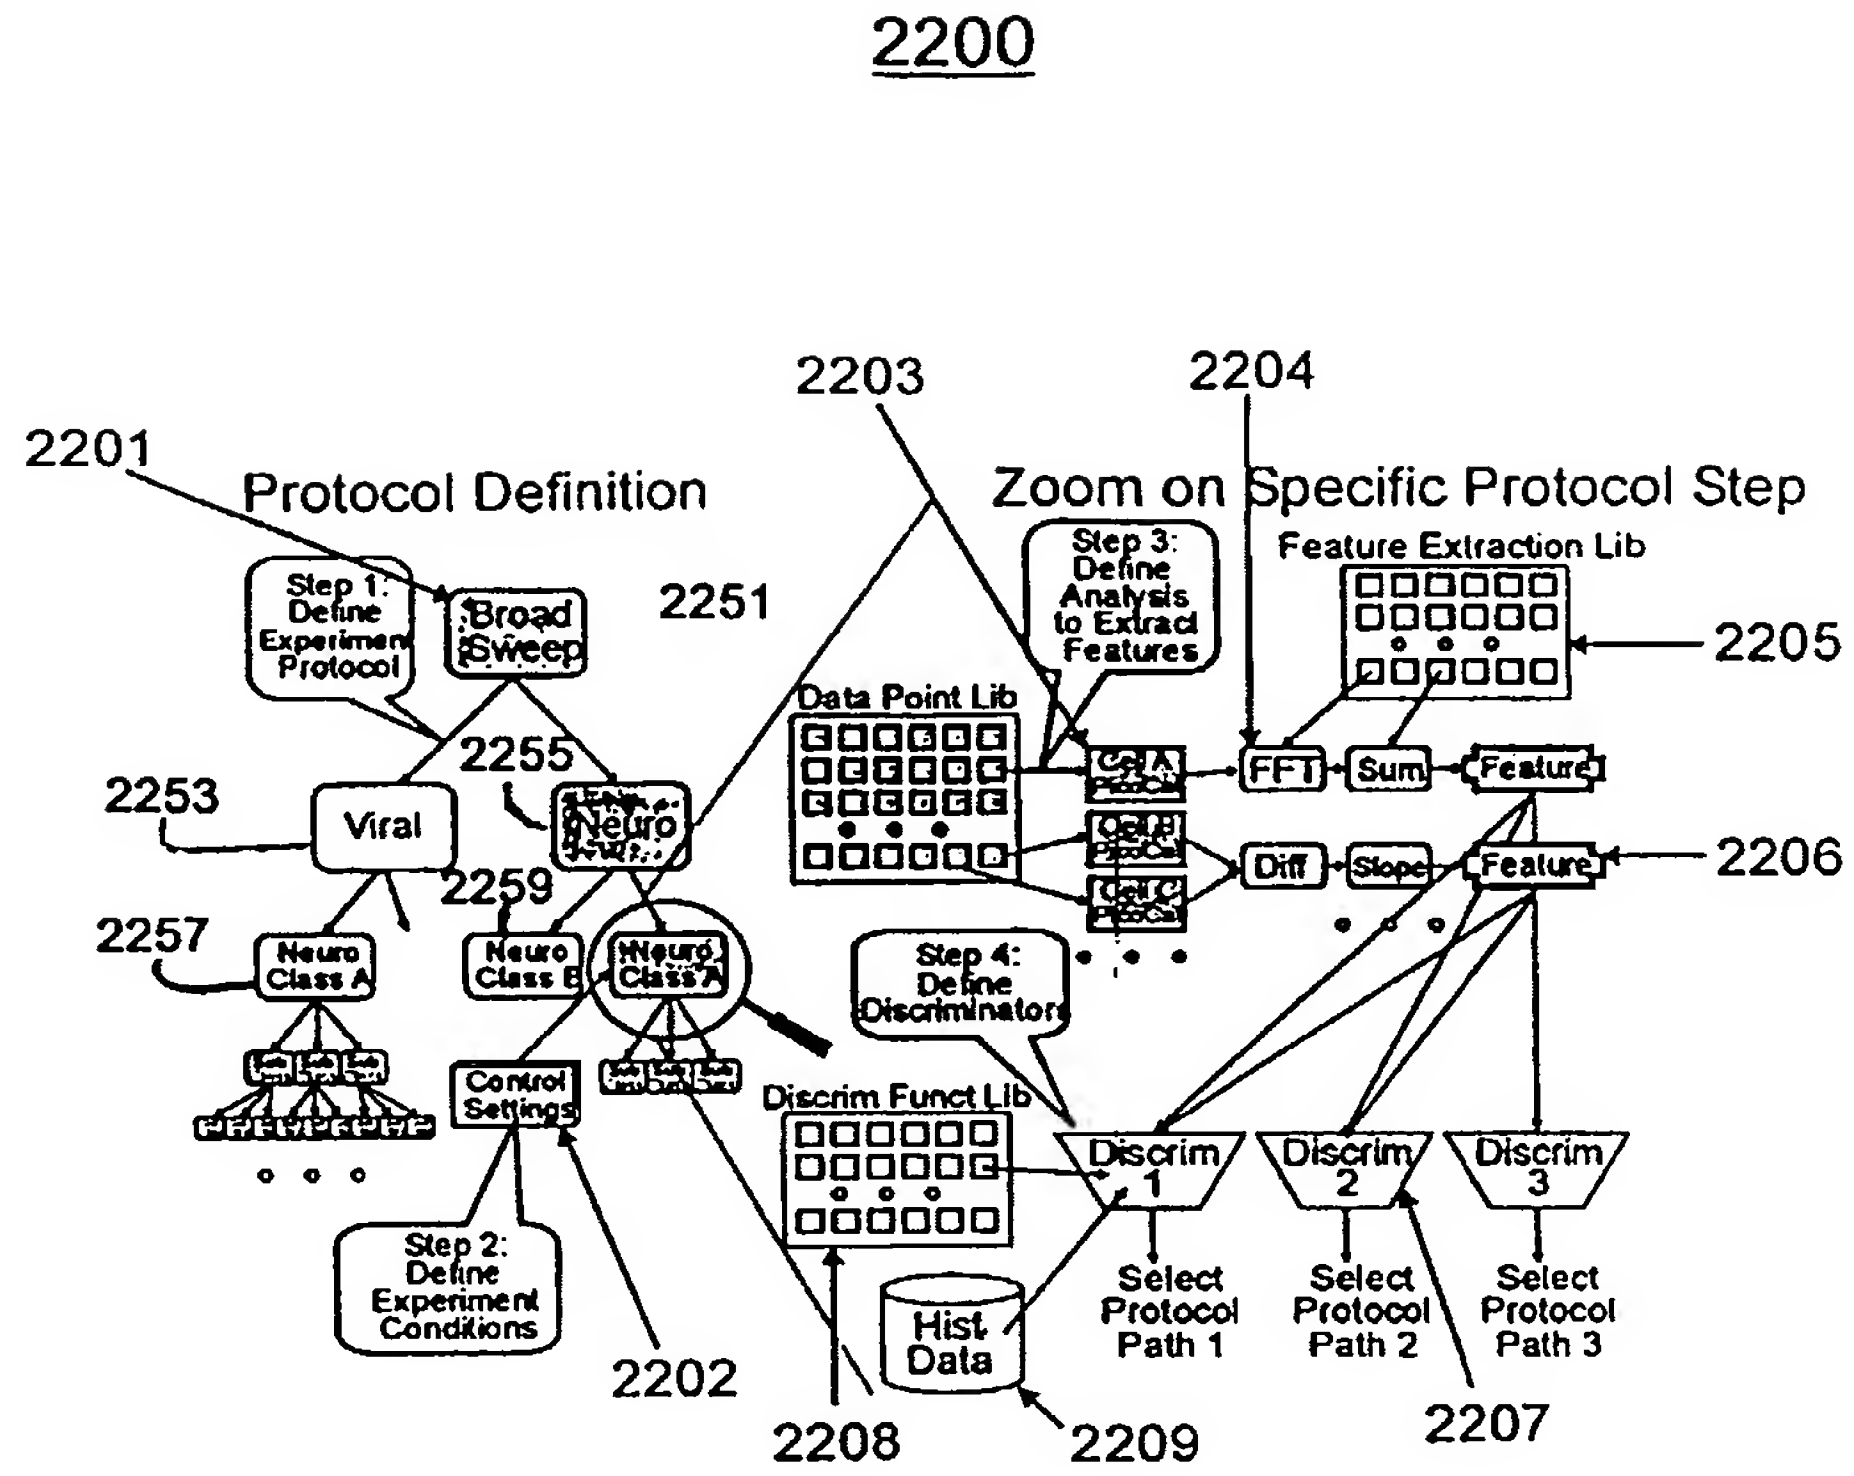 2200
2203
2204
2201
Protocol Definition
Zoom on Specific Protocol Step
Step 1:
Define
Experiment
Protocol
Broad
Sweep
2251
Step 3:
Define
Analysis
to Extract
Features
Feature Extraction Lib
2205
Data Point Lib
2253
2255
Viral
Neuro
Cell A
FFT
Sum
Feature
Cell B
Cell C
Diff
Slope
Feature
2206
2257
2259
Neuro
Class A
Neuro
Class B
Neuro
Class A
Step 4:
Define
Discriminators
Control
Settings
Discrim Funct Lib
Discrim
1
Discrim
2
Discrim
3
Step 2:
Define
Experiment
Conditions
Hist
Data
Select
Protocol
Path 1
Select
Protocol
Path 2
Select
Protocol
Path 3
2202
2208
2209
2207